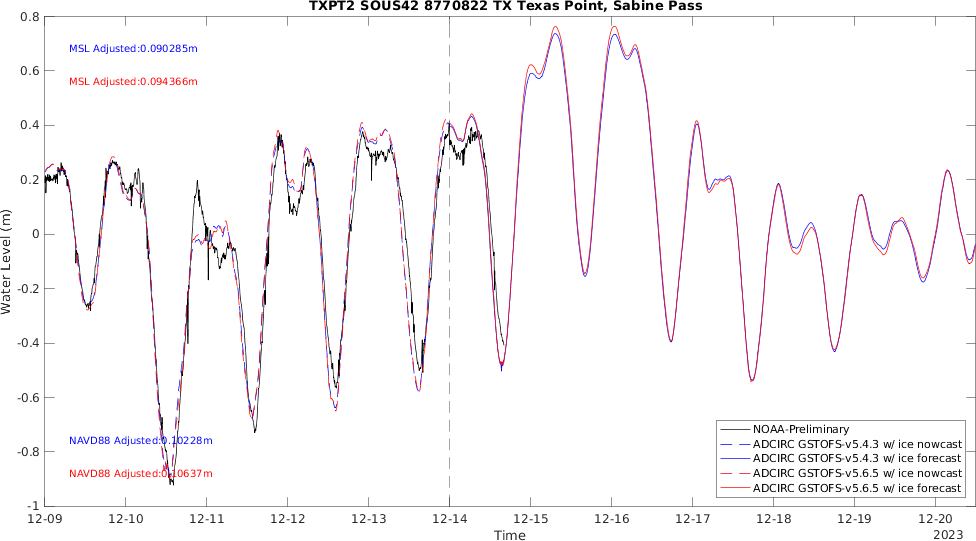 TXPT2 SOUS42 8770822 TX Texas Point, Sabine Pass
0.8
0.6
0.4
0.2
0
-0.2
-0.4
-0.6
-0.8
-1
Water Level (m)
MSL Adjusted:0.090285m
MSL Adjusted:0.094366m
NAVD88 Adjusted:0.10228m
NAVD88 Adjusted:0.10637m
NOAA-Preliminary
ADCIRC GSTOFS-v5.4.3 w/ ice nowcast
ADCIRC GSTOFS-v5.4.3 w/ ice forecast
ADCIRC GSTOFS-v5.6.5 w/ ice nowcast
ADCIRC GSTOFS-v5.6.5 w/ ice forecast
12-09 12-10 12-11 12-12 12-13 12-14 12-15 12-16 12-17 12-18 12-19 12-20
2023
Time